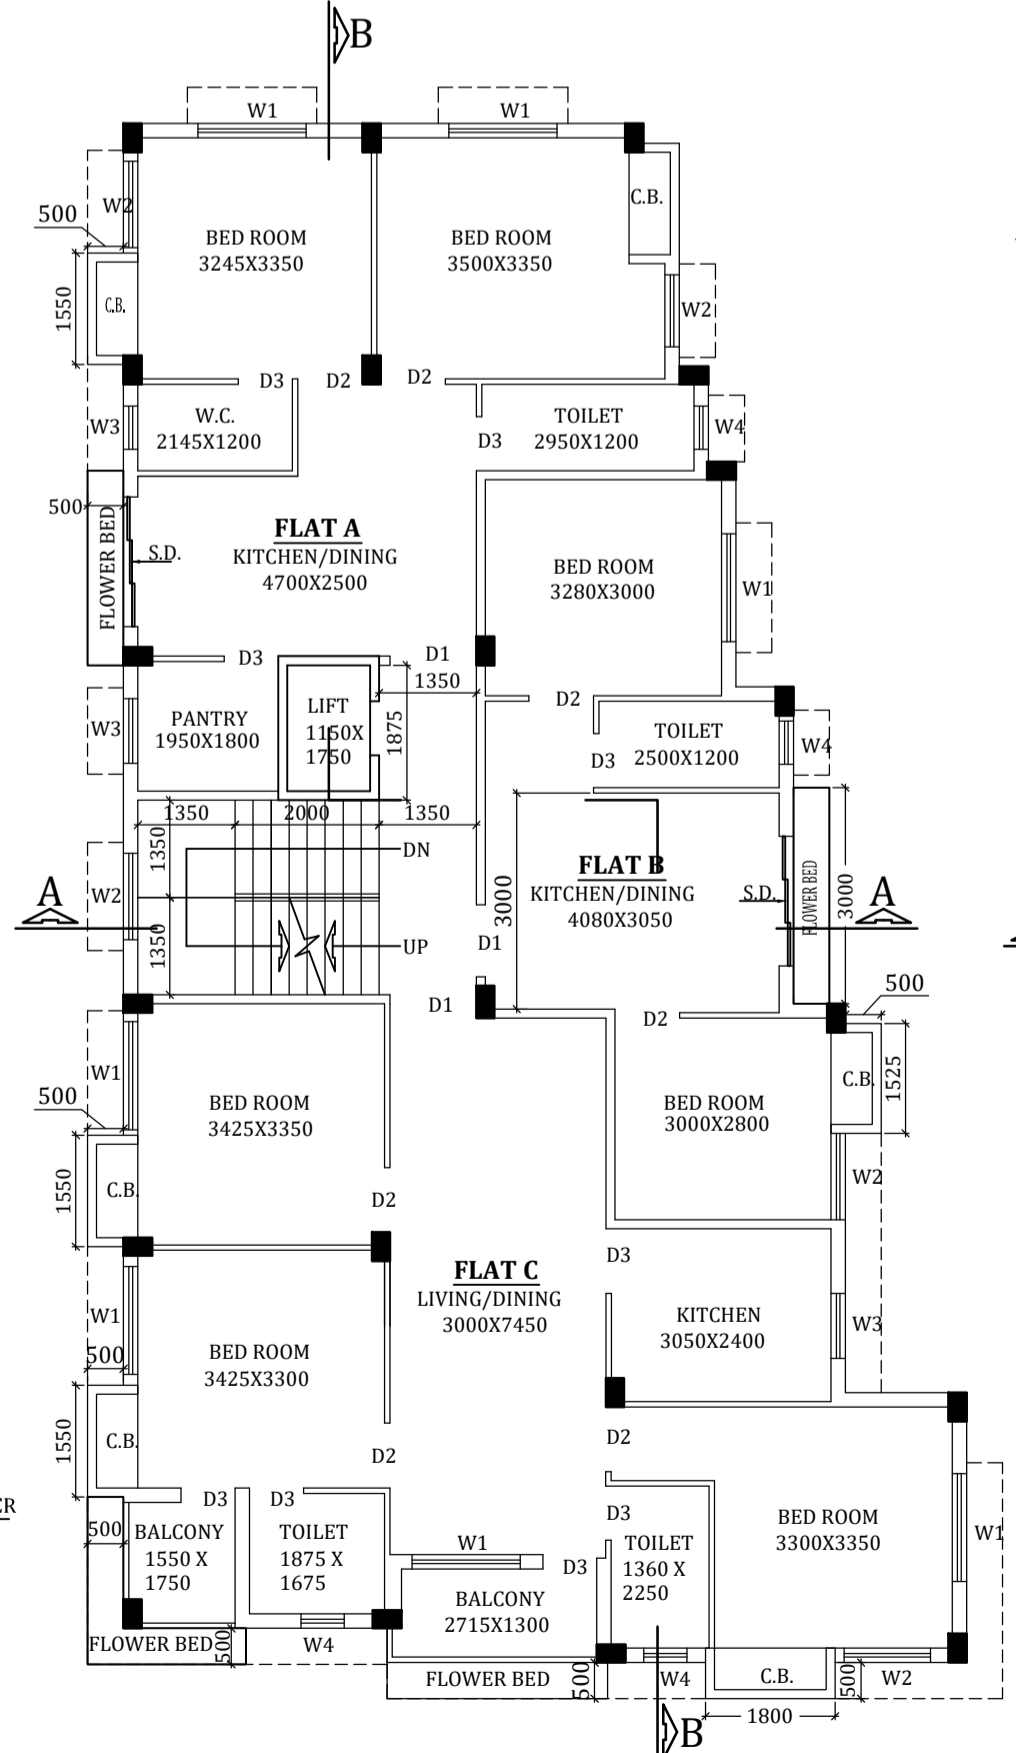 B
W1
W1
W2
500
C.B.
BED ROOM
3245X3350
BED ROOM
3500X3350
1550
C.B.
W2
D3
D2
D2
W.C.
2145X1200
TOILET
2950X1200
W3
D3
W4
500
FLOWER BED
S.D.
FLAT A
KITCHEN/DINING
4700X2500
BED ROOM
3280X3000
W1
D3
D1
1350
LIFT
1150X
1750
1875
PANTRY
1950X1800
W3
D2
TOILET
2500X1200
D3
W4
1350
2000
1350
1350
DN
A
W2
FLAT B
KITCHEN/DINING
4080X3050
3000
S.D.
FLOWER BED
3000
A
1350
UP
D1
D1
D2
500
W1
500
BED ROOM
3425X3350
BED ROOM
3000X2800
C.B.
1525
1550
C.B.
D2
W2
D3
FLAT C
LIVING/DINING
3000X7450
W1
500
BED ROOM
3425X3300
KITCHEN
3050X2400
W3
1550
C.B.
D2
D2
CR
500
D3
D3
D3
BALCONY
1550 X
1750
TOILET
1875 X
1675
W1
D3
TOILET
1360 X
2250
BED ROOM
3300X3350
W1
BALCONY
2715X1300
FLOWER BED
500
W4
FLOWER BED
500
W4
C.B.
500
W2
1800
B